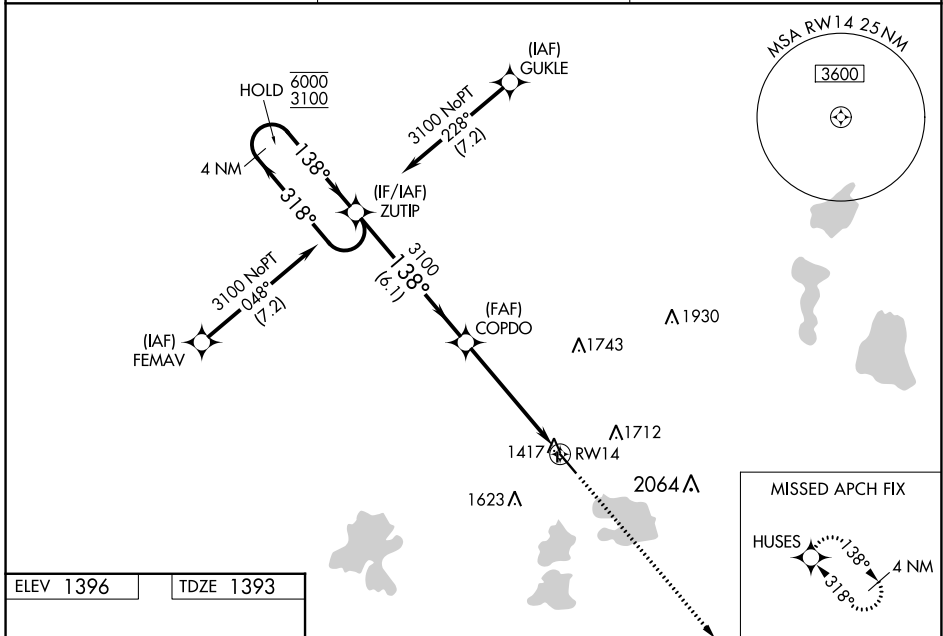 MSA RW14 25 NM
3600
(IAF)
GUKLE
HOLD
6000
3100
3100 NoPT
228°
(7.2)
4 NM
138°
318°
(IF/IAF)
ZUTIP
3100
138°
(6.1)
3100 NoPT
048°
(7.2)
(IAF)
FEMAV
(FAF)
COPDO
1930
1743
1712
1417
RW14
2064
1623
MISSED APCH FIX
HUSES
138°
318°
4 NM
ELEV 1396
TDZE 1393